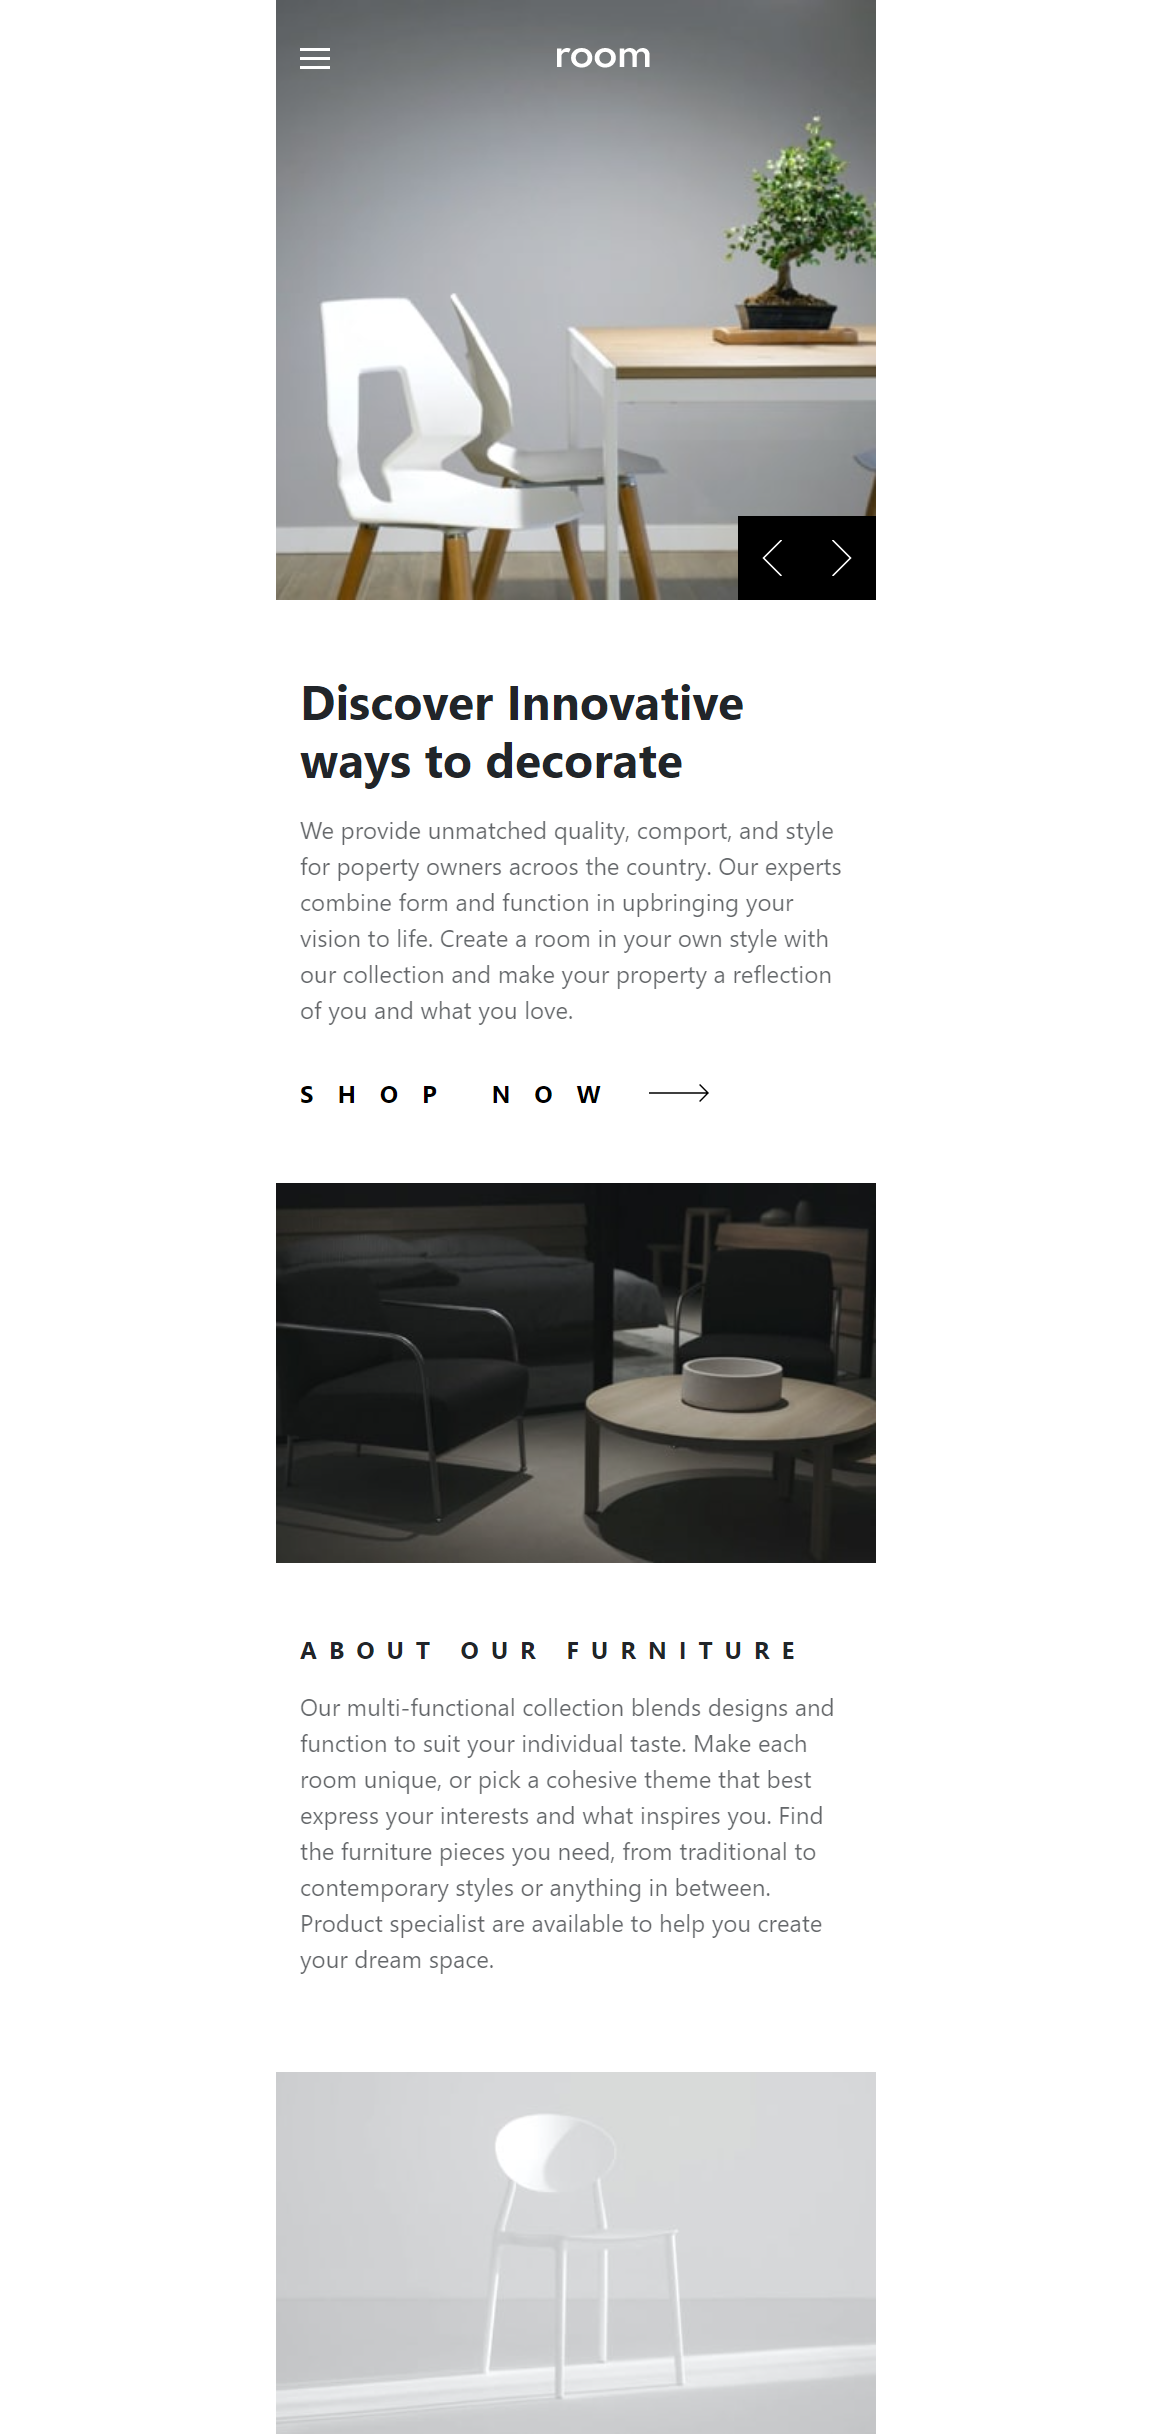 room
Discover Innovative
ways to decorate
We provide unmatched quality, comport, and style
for poperty owners acroos the country. Our experts
combine form and function in upbringing your
vision to life. Create a room in your own style with
our collection and make your property a reflection
of you and what you love.
SHOP NOW
ABOUT OUR FURNITURE
Our multi-functional collection blends designs and
function to suit your individual taste. Make each
room unique, or pick a cohesive theme that best
express your interests and what inspires you. Find
the furniture pieces you need, from traditional to
contemporary styles or anything in between.
Product specialist are available to help you create
your dream space.